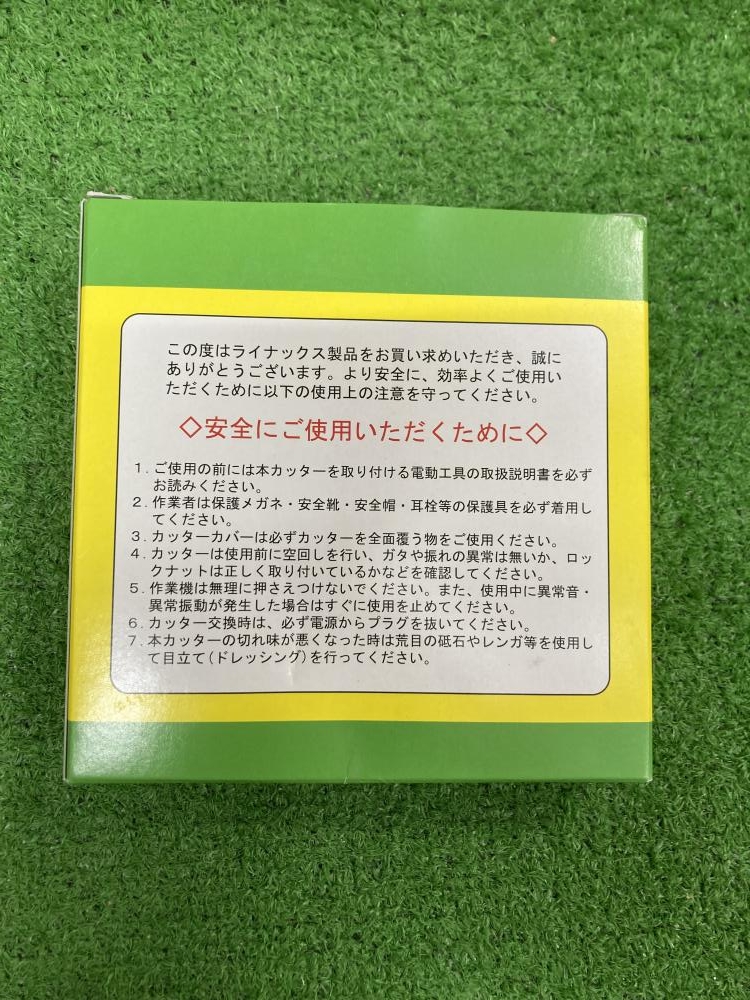 この度はライナックス製品をお買い求めいただき、誠に
ありがとうございます。より安全に、効率よくご使用い
ただくために以下の使用上の注意を守ってください。
◇安全にご使用いただくために◇
1. ご使用の前には本カッターを取り付ける電動工具の取扱説明書を必ず
お読みください。
2. 作業者は保護メガネ・安全靴・安全帽・耳栓等の保護具を必ず着用し
てください。
3. カッターカバーは必ずカッターを全面覆う物をご使用ください。
4. カッターは使用前に空回しを行い、ガタや振れの異常は無いか、ロッ
クナットは正しく取り付いているかなどを確認してください。
5. 作業機は無理に押さえつけないでください。また、使用中に異常音・
異常振動が発生した場合はすぐに使用を止めてください。
6. カッター交換時は、必ず電源からプラグを抜いてください。
7. 本カッターの切れ味が悪くなった時は荒目の砥石やレンガ等を使用し
て目立て(ドレッシング)を行ってください。